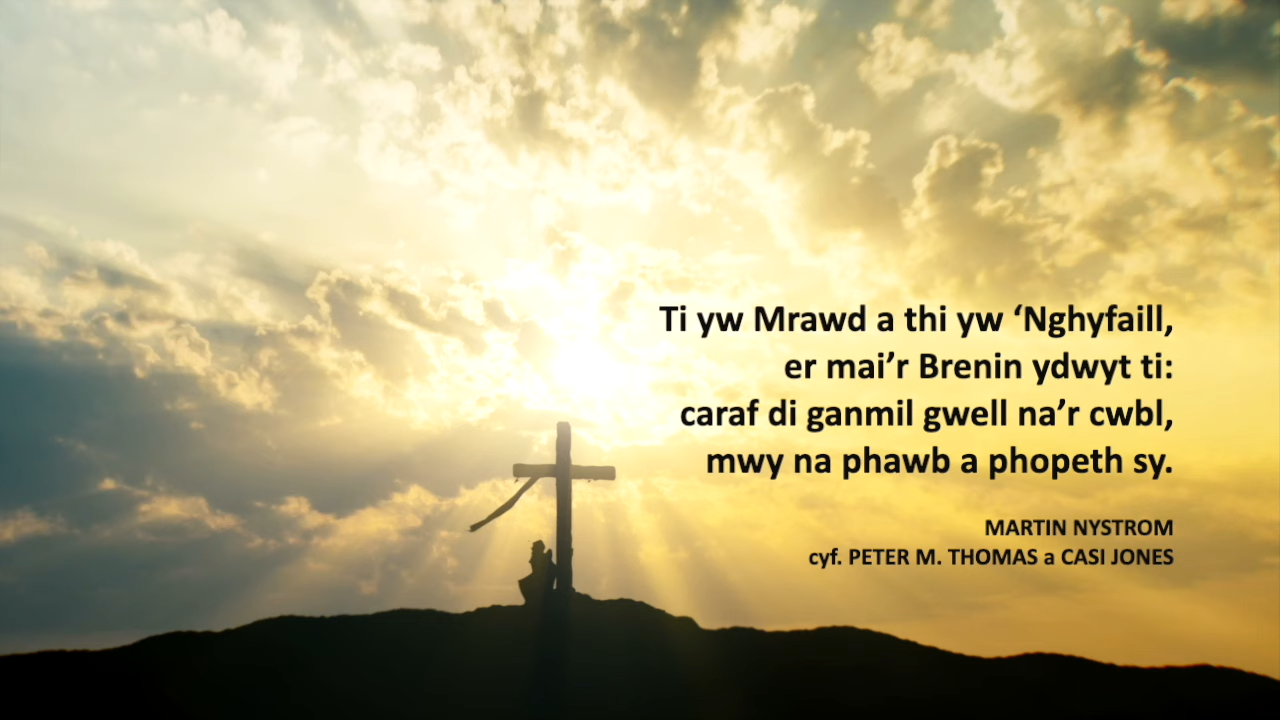 Ti yw Mrawd a thi yw ‘Nghyfaill,
er mai’r Brenin ydwyt ti:
caraf di ganmil gwell na’r cwbl,
mwy na phawb a phopeth sy.
MARTIN NYSTROM
cyf. PETER M. THOMAS a CASI JONES